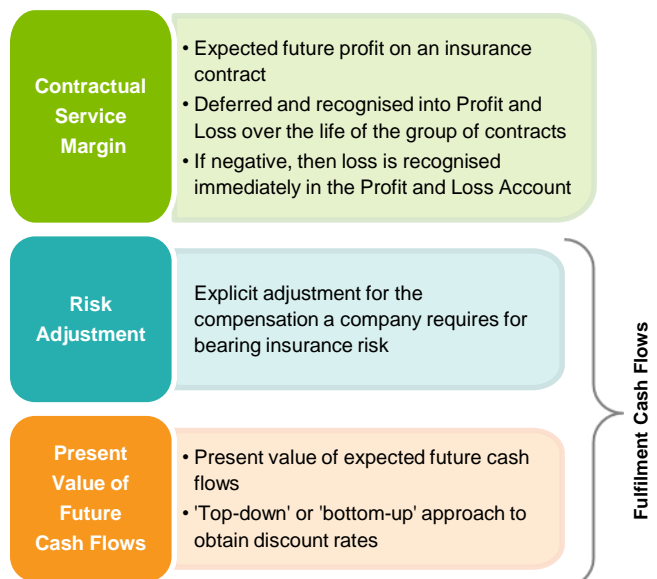 Contractual
Service
Margin
• Expected future profit on an insurance
contract
• Deferred and recognised into Profit and
Loss over the life of the group of contracts
• If negative, then loss is recognised
immediately in the Profit and Loss Account
Risk
Adjustment
Explicit adjustment for the
compensation a company requires for
bearing insurance risk
Present
Value of
Future
Cash Flows
• Present value of expected future cash
flows
• 'Top-down' or 'bottom-up' approach to
obtain discount rates
Fulfilment Cash Flows